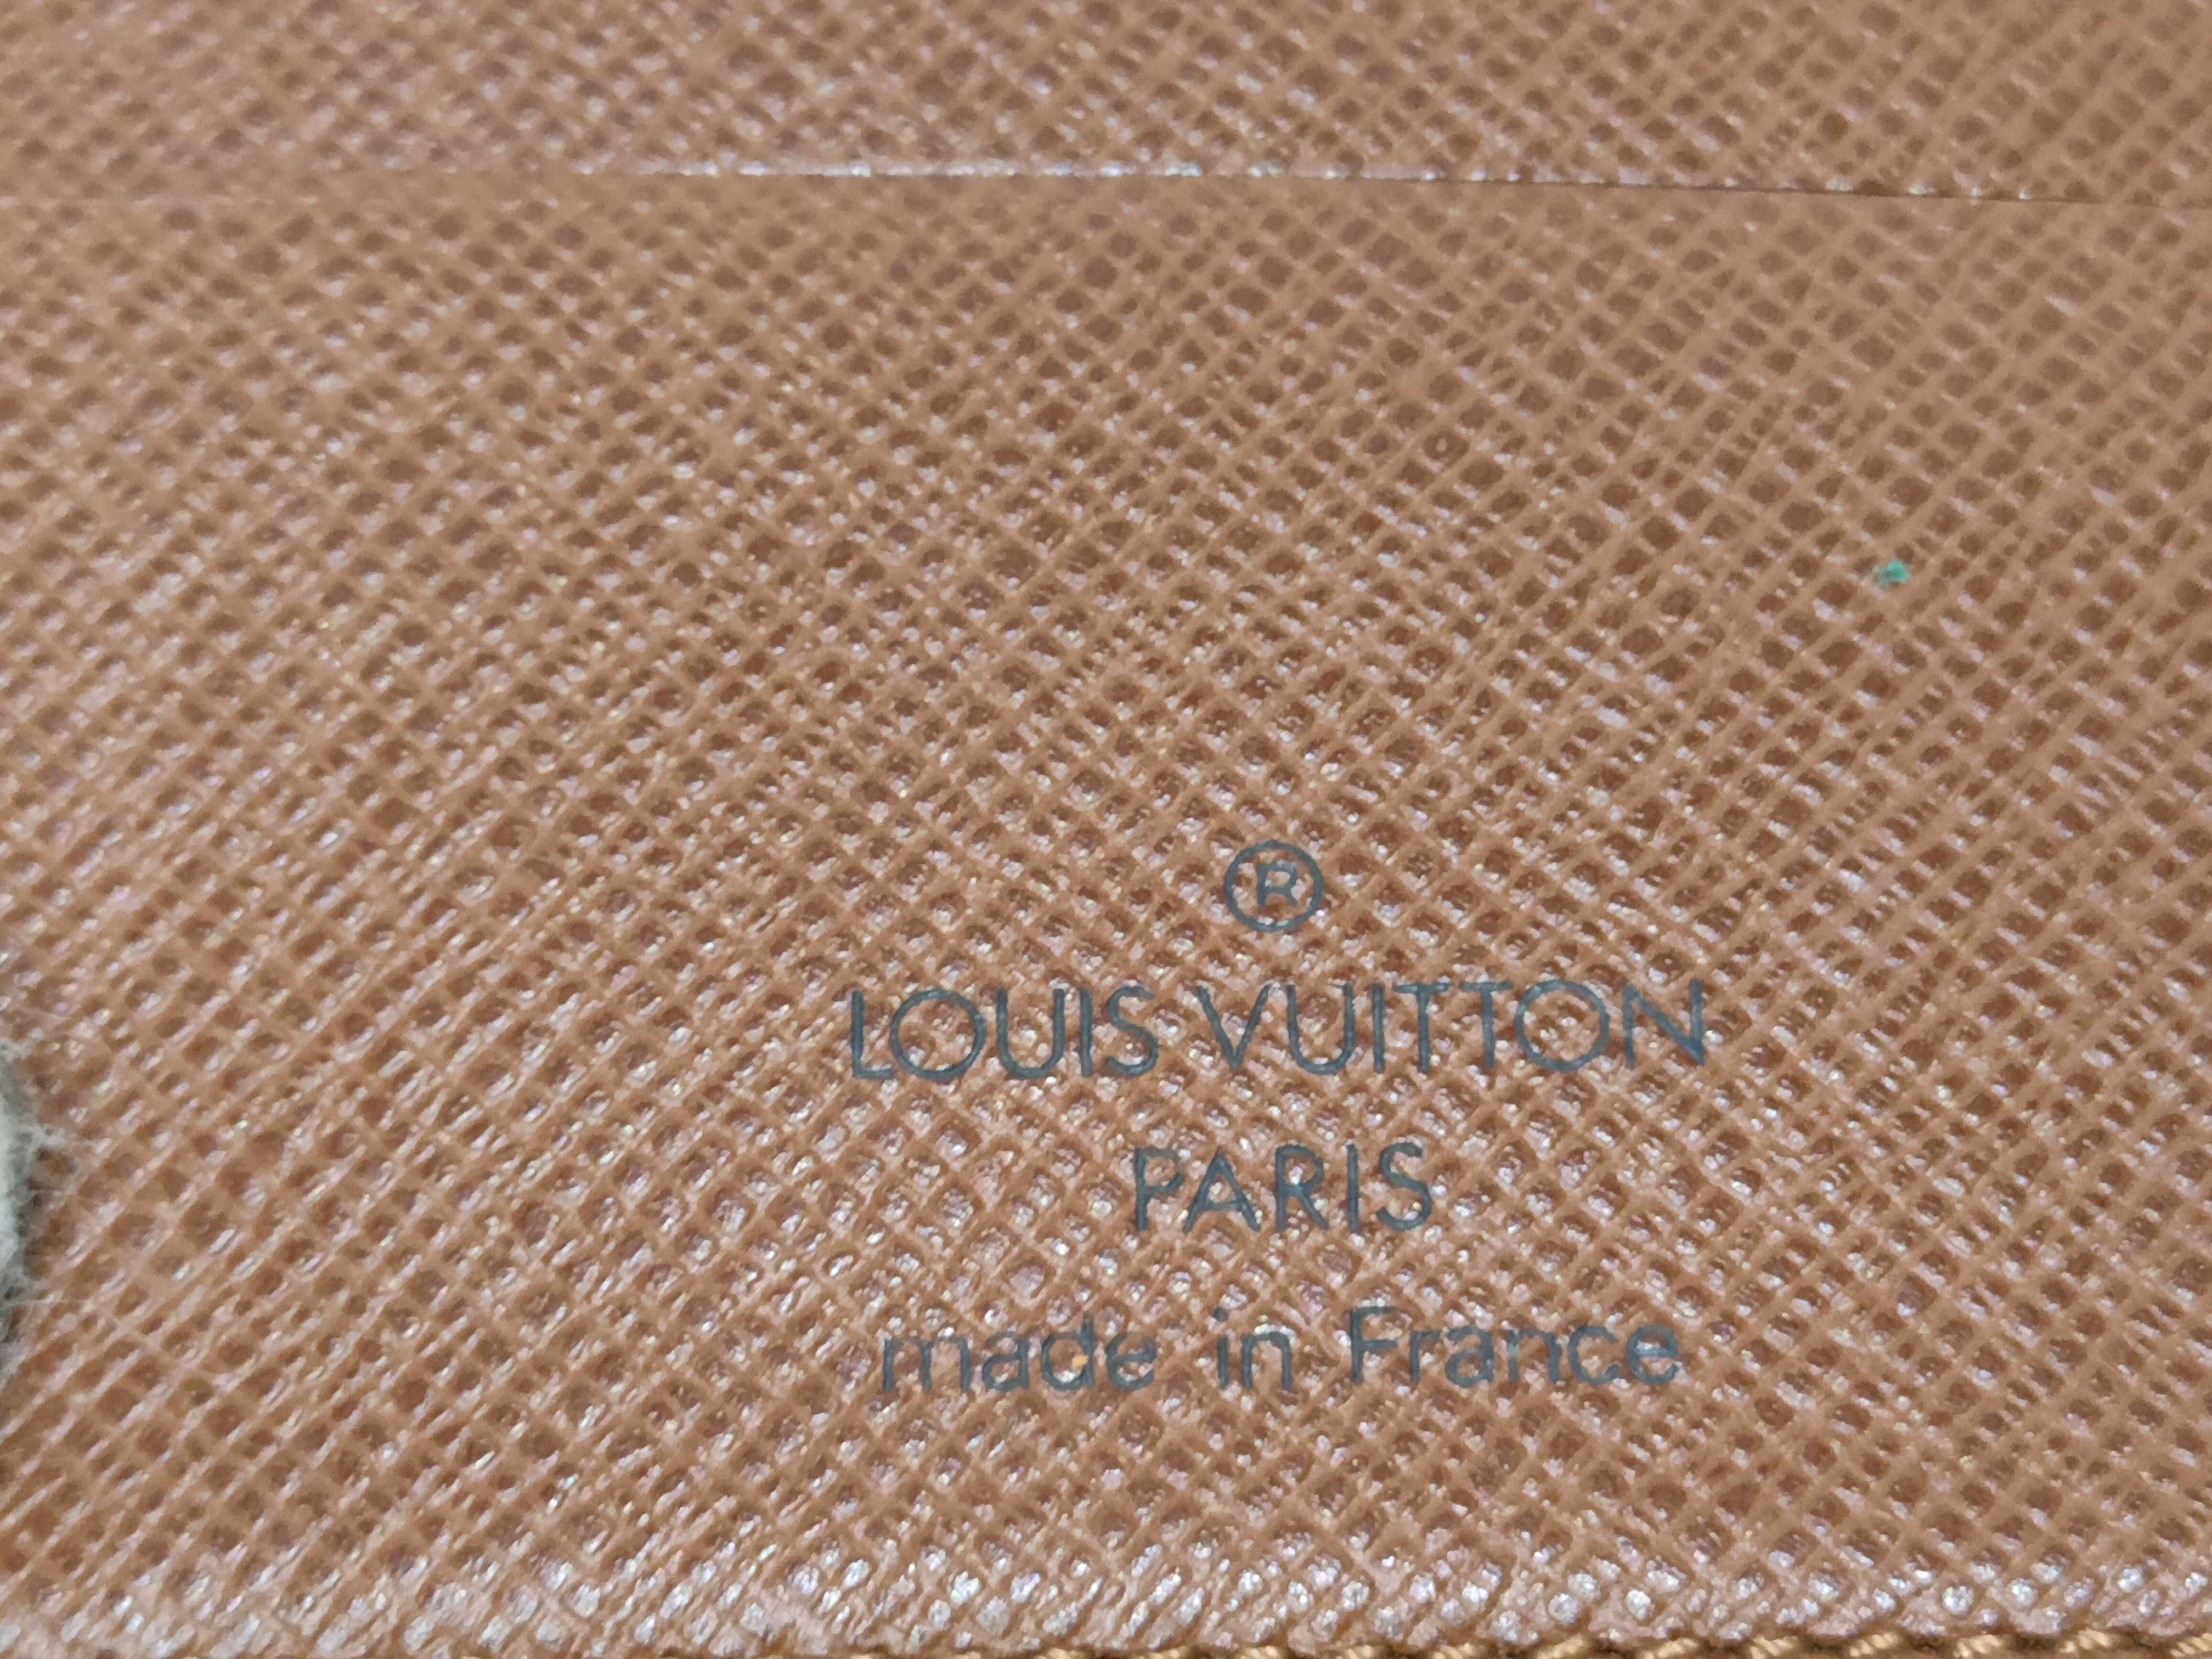 ®
LOUIS VUITTON
PARIS
made in France